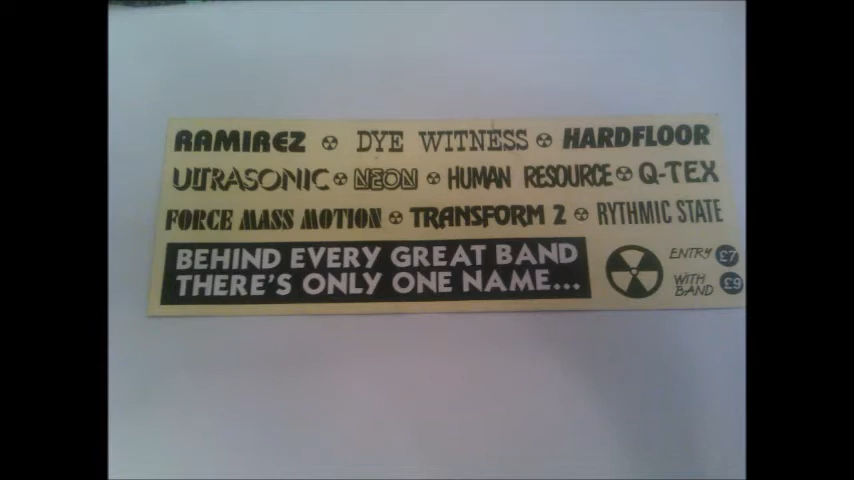 RAMIREZ DYE WITNESS HARDFLOOR
ULTRASONIC NEON HUMAN RESOURCE Q-TEX
FORCE MASS MOTION TRANSFORM 2 RYTHMIC STATE
BEHIND EVERY GREAT BAND
THERE'S ONLY ONE NAME...
ENTRY £7
WITH BAND £9